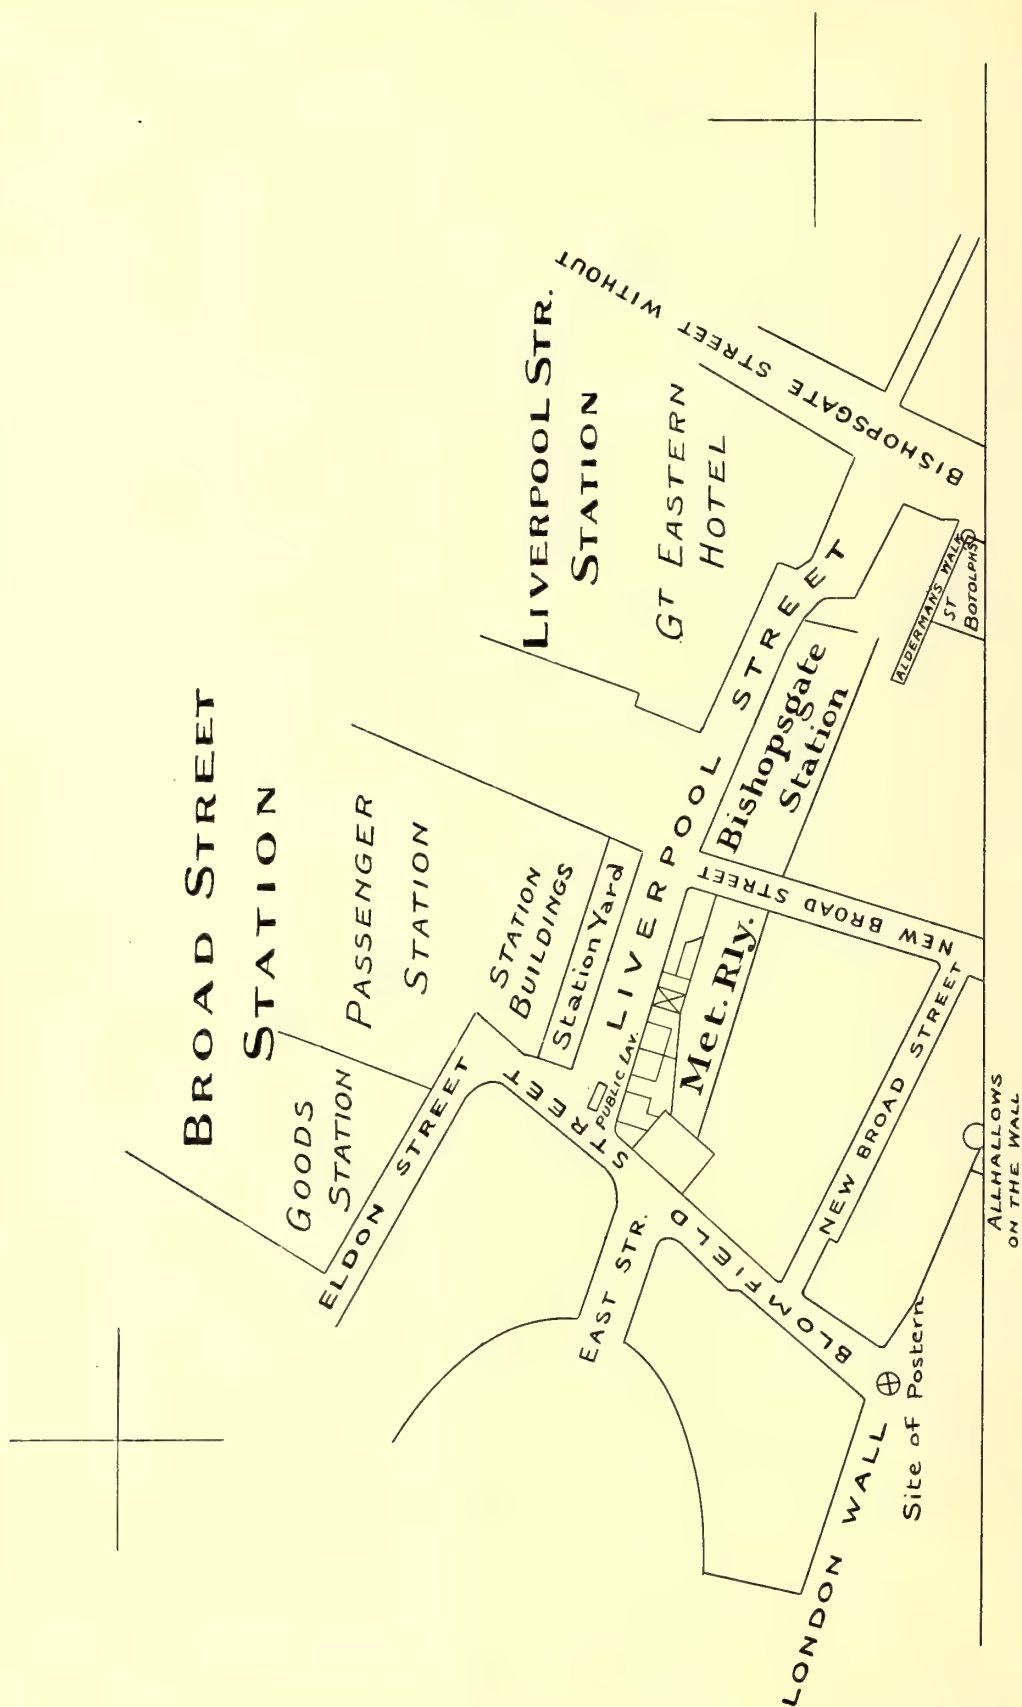 BROAD STREET
STATION
LIVERPOOL STR.
STATION
GOODS
STATION
PASSENGER
STATION
STATION
BUILDINGS
Station Yard
GT EASTERN
HOTEL
BISHOPSGATE STREET WITHOUT
ELDON STREET
LIVERPOOL STREET
PUBLIC LAV.
Met. Rly.
Bishopsgate
Station
BLOMFIELD STREET
EAST STR.
NEW BROAD STREET
NEW BROAD STREET
ALDERMAN'S WALK
ST
BOTOLPHS
LONDON WALL
Site of Postern
ALLHALLOWS
ON THE WALL